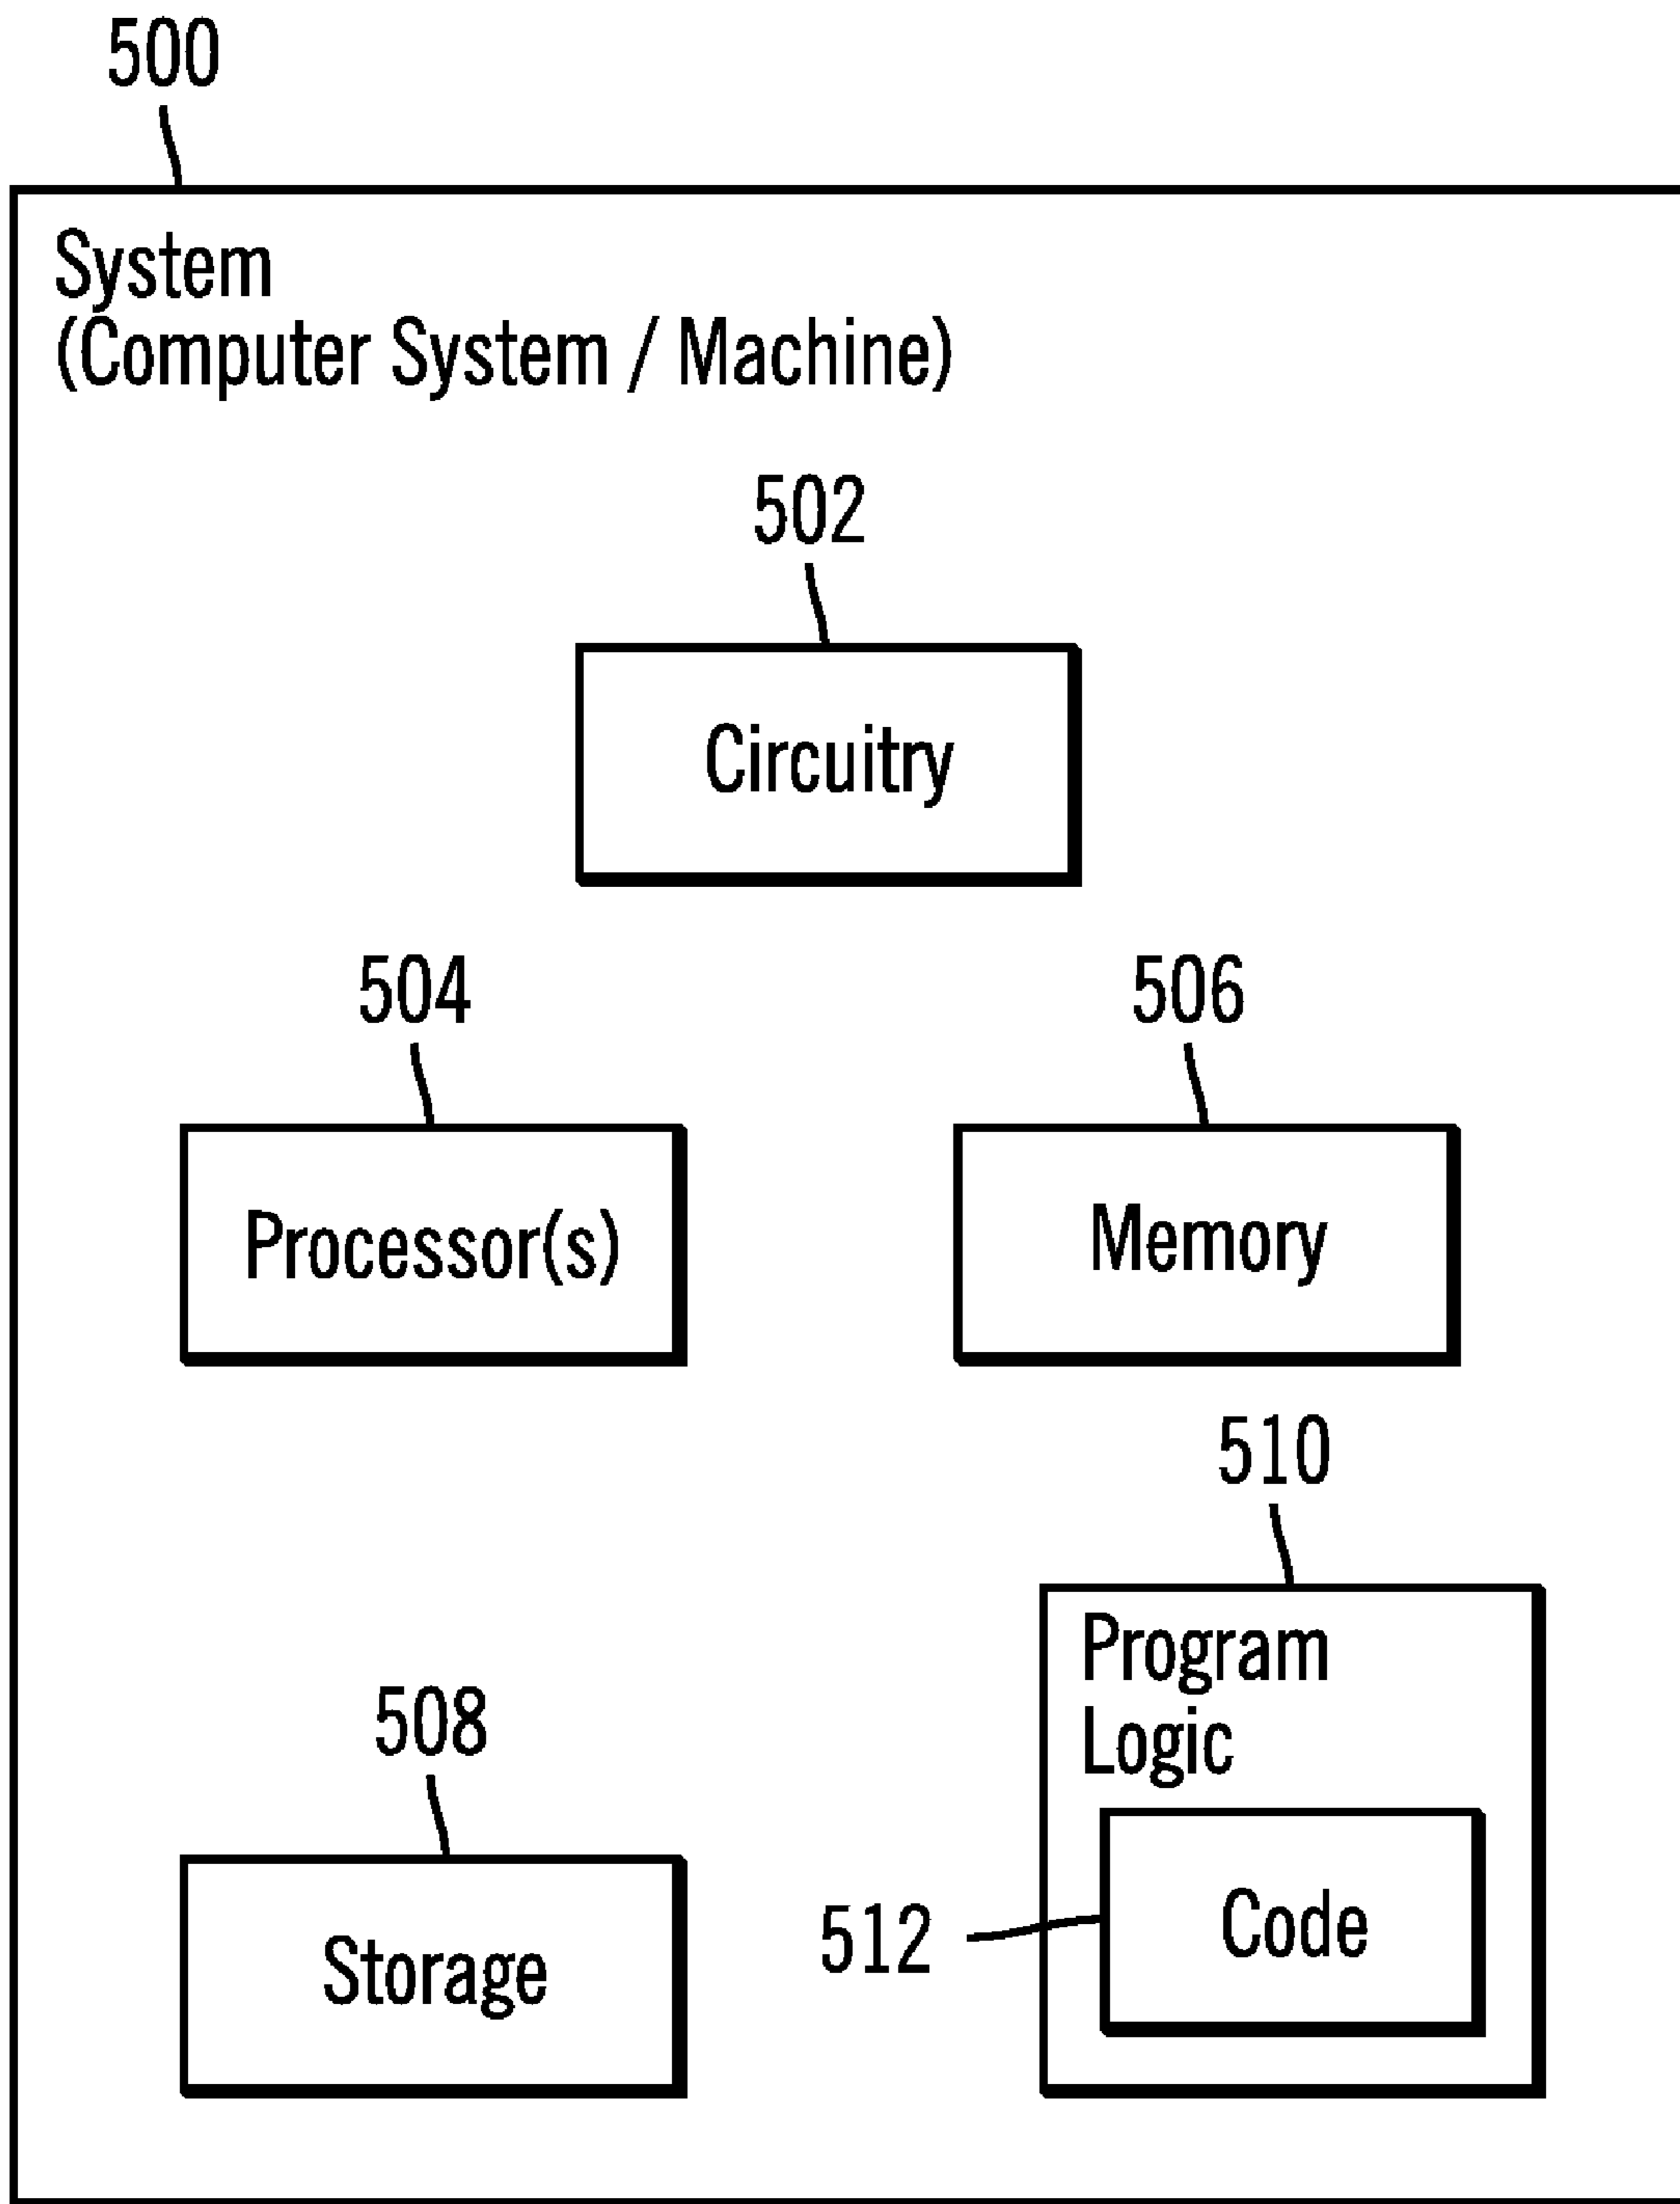 500
System
(Computer System / Machine)
502
Circuitry
504
506
Processor(s)
Memory
510
Program
Logic
508
512
Code
Storage